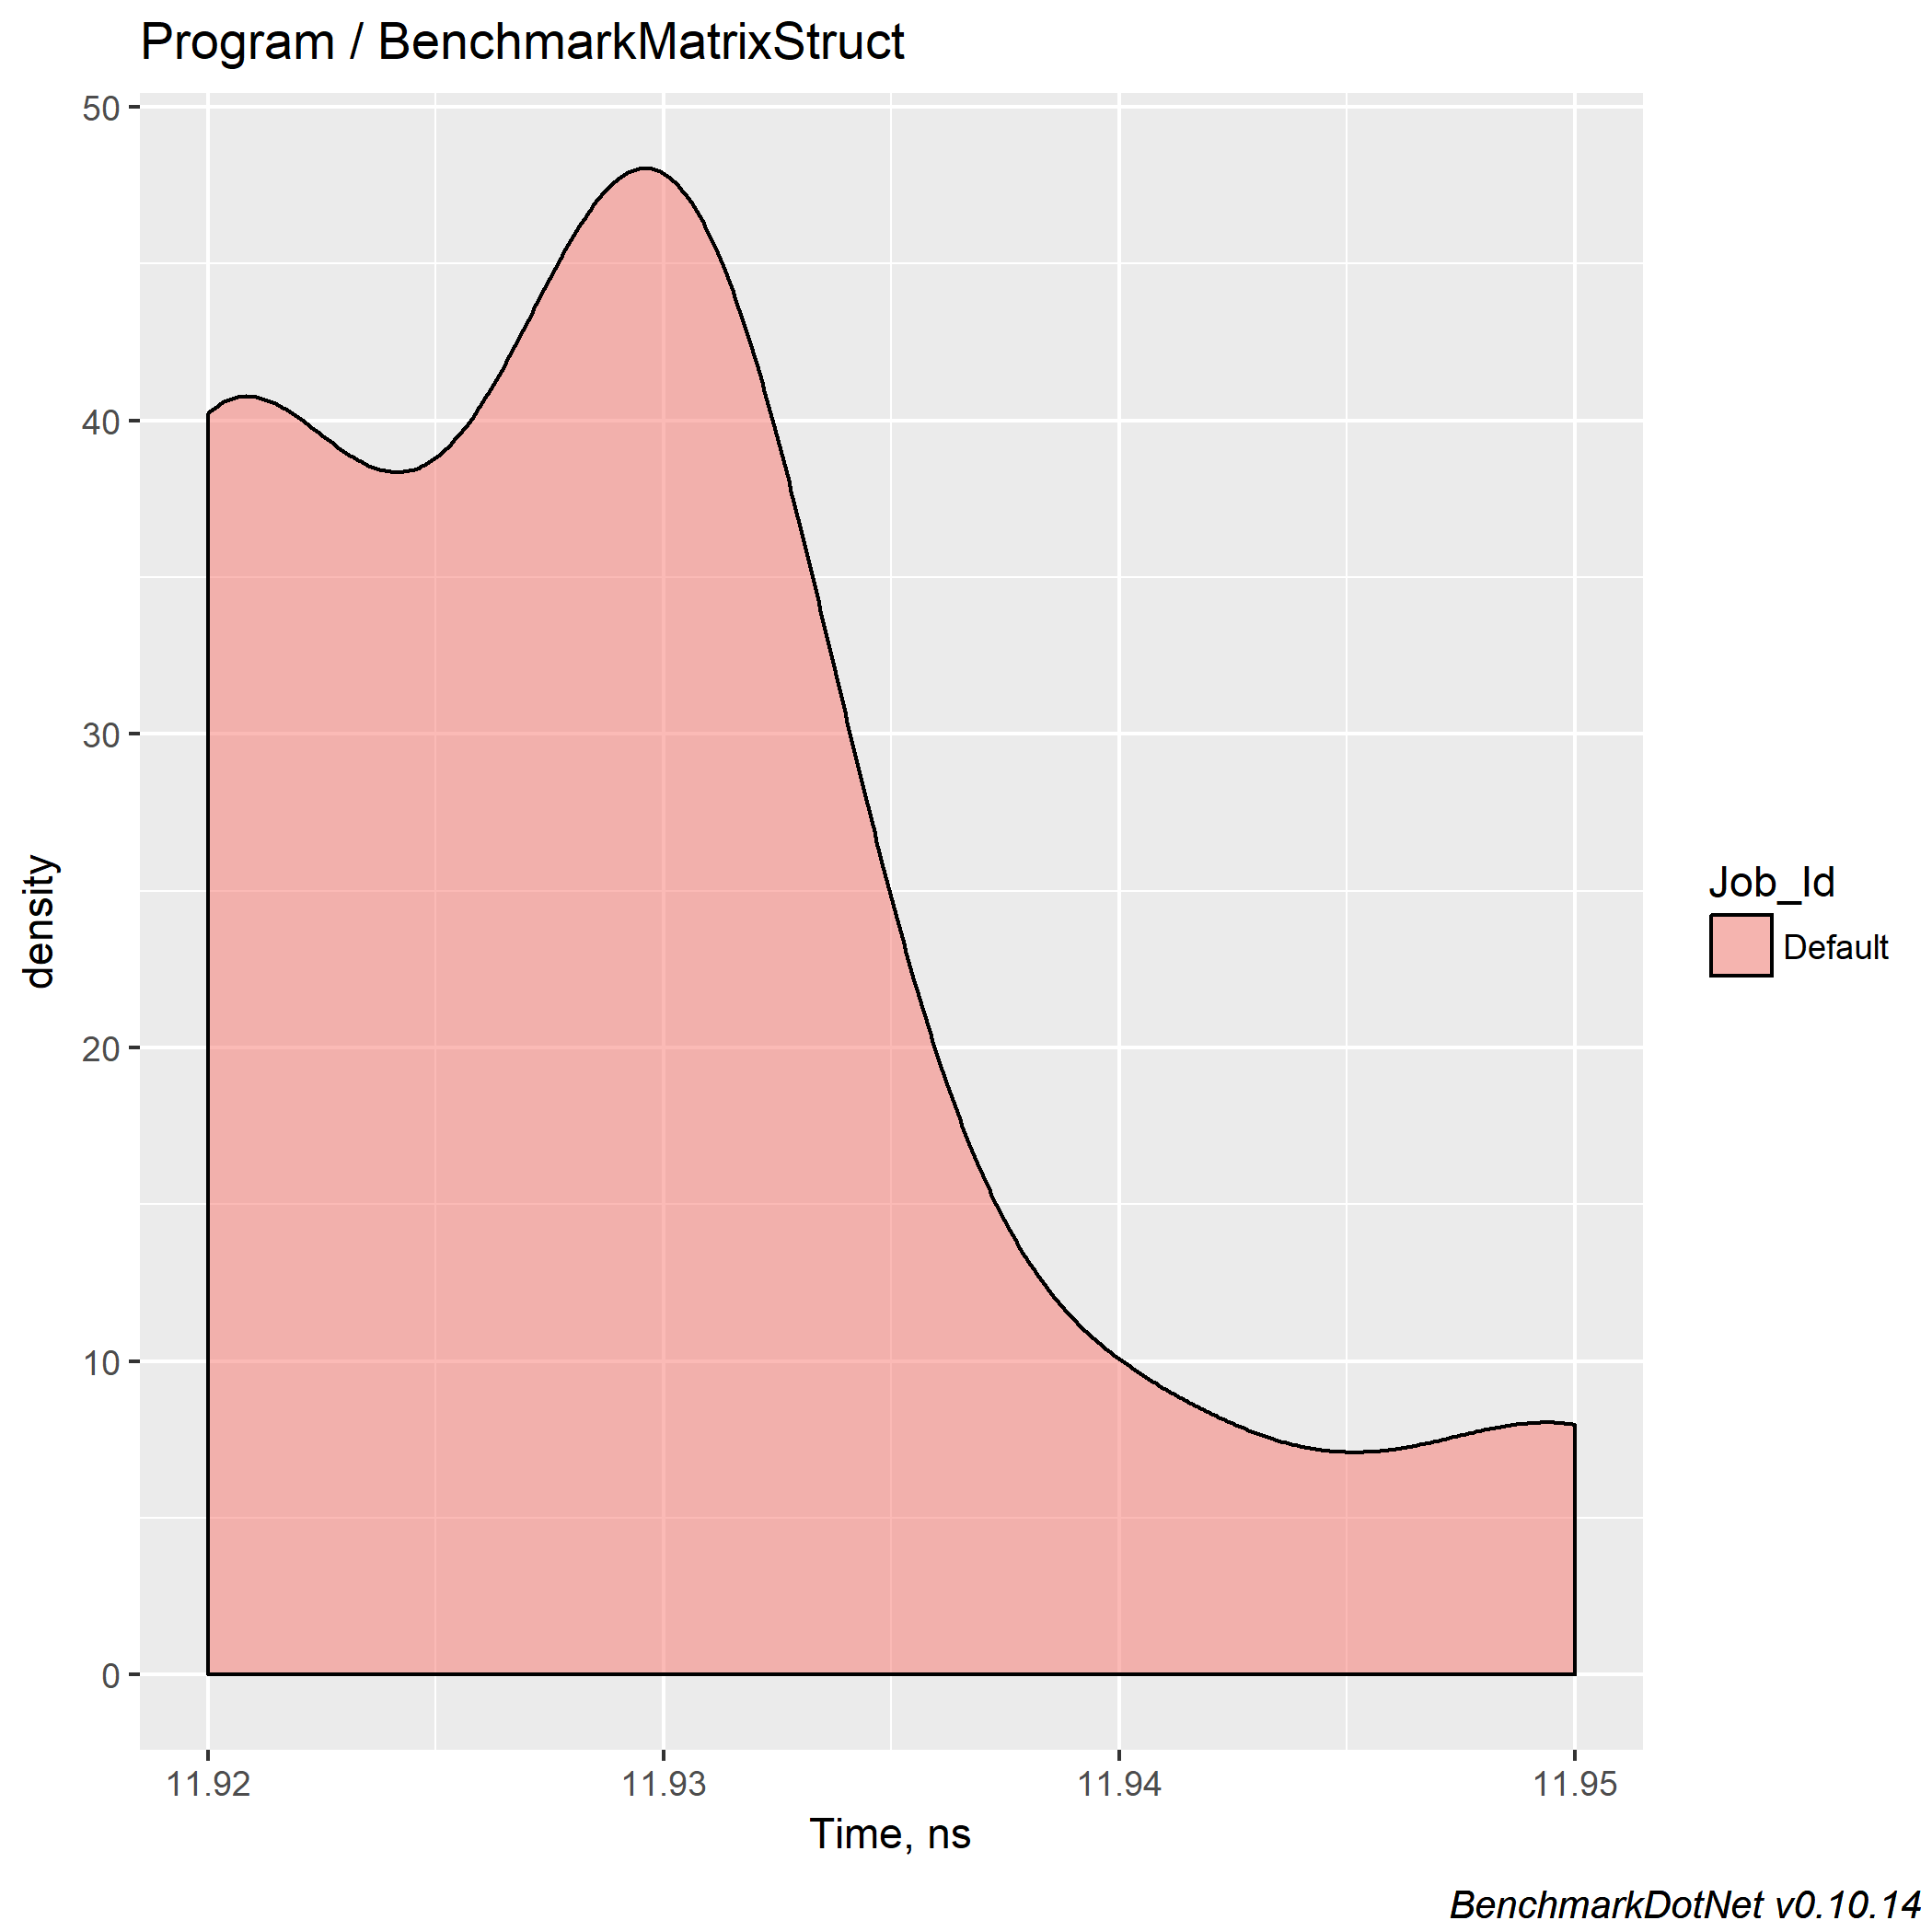 Program / BenchmarkMatrixStruct
50
40
30
20
10
0
density
11.92 11.93 11.94 11.95
Time, ns
Job_Id
Default
BenchmarkDotNet v0.10.14